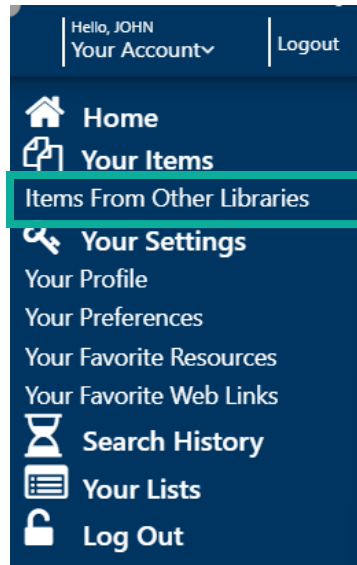 Hello, JOHN
Your Account
Logout
Home
Your Items
Items From Other Libraries
Your Settings
Your Profile
Your Preferences
Your Favorite Resources
Your Favorite Web Links
Search History
Your Lists
Log Out